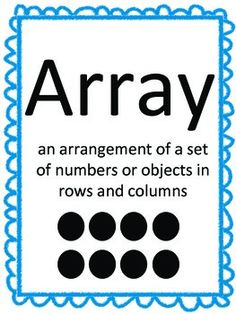 Array
an arrangement of a set
of numbers or objects in
rows and columns